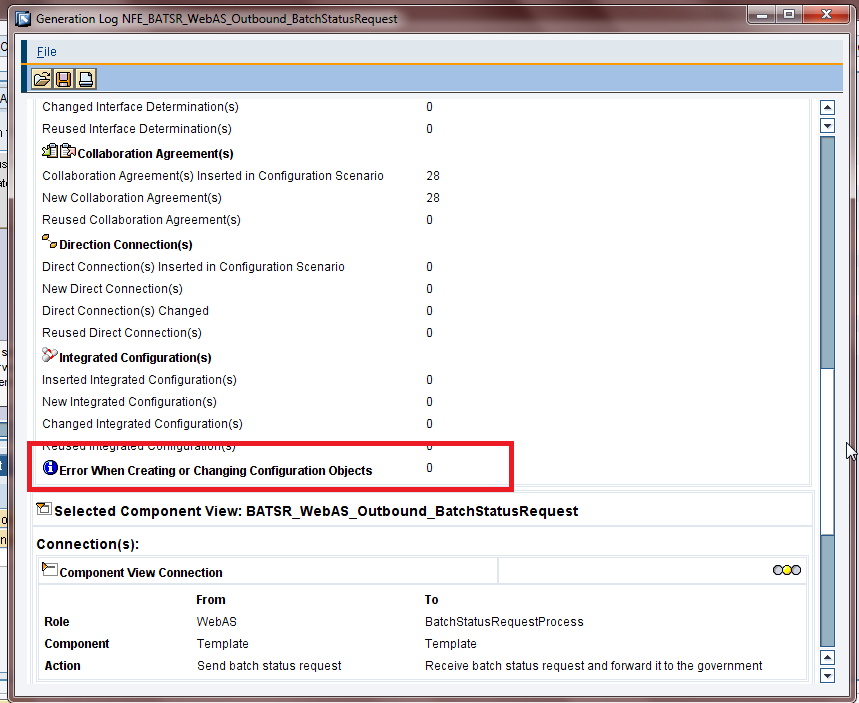 Generation Log NFE_BATSR_WebAS_Outbound_BatchStatusRequest
File
Changed Interface Determination(s) 0
Reused Interface Determination(s) 0
Collaboration Agreement(s)
Collaboration Agreement(s) Inserted in Configuration Scenario 28
New Collaboration Agreement(s) 28
Reused Collaboration Agreement(s) 0
Direction Connection(s)
Direct Connection(s) Inserted in Configuration Scenario 0
New Direct Connection(s) 0
Direct Connection(s) Changed 0
Reused Direct Connection(s) 0
Integrated Configuration(s)
Inserted Integrated Configuration(s) 0
New Integrated Configuration(s) 0
Changed Integrated Configuration(s) 0
Reused Integrated Configuration(s) 0
Error When Creating or Changing Configuration Objects 0
Selected Component View: BATSR_WebAS_Outbound_BatchStatusRequest
Connection(s):
Component View Connection
From To
Role WebAS BatchStatusRequestProcess
Component Template Template
Action Send batch status request Receive batch status request and forward it to the government